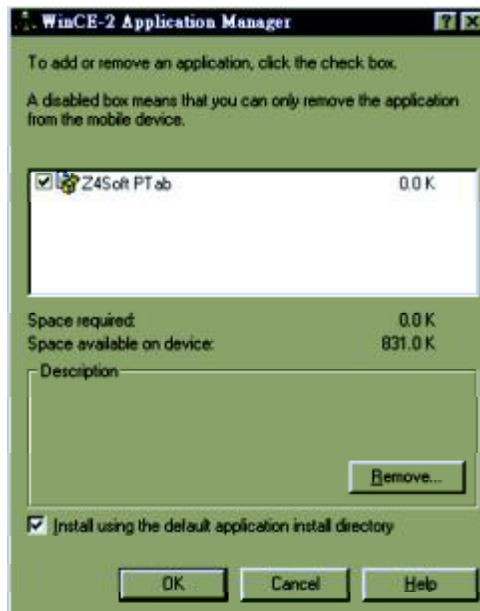 WinCE-2 Application Manager
To add or remove an application, click the check box.
A disabled box means that you can only remove the application
from the mobile device.
Z4Soft PTab 0.0 K
Space required: 0.0 K
Space available on device: 831.0 K
Description
Remove...
Install using the default application install directory
OK Cancel Help